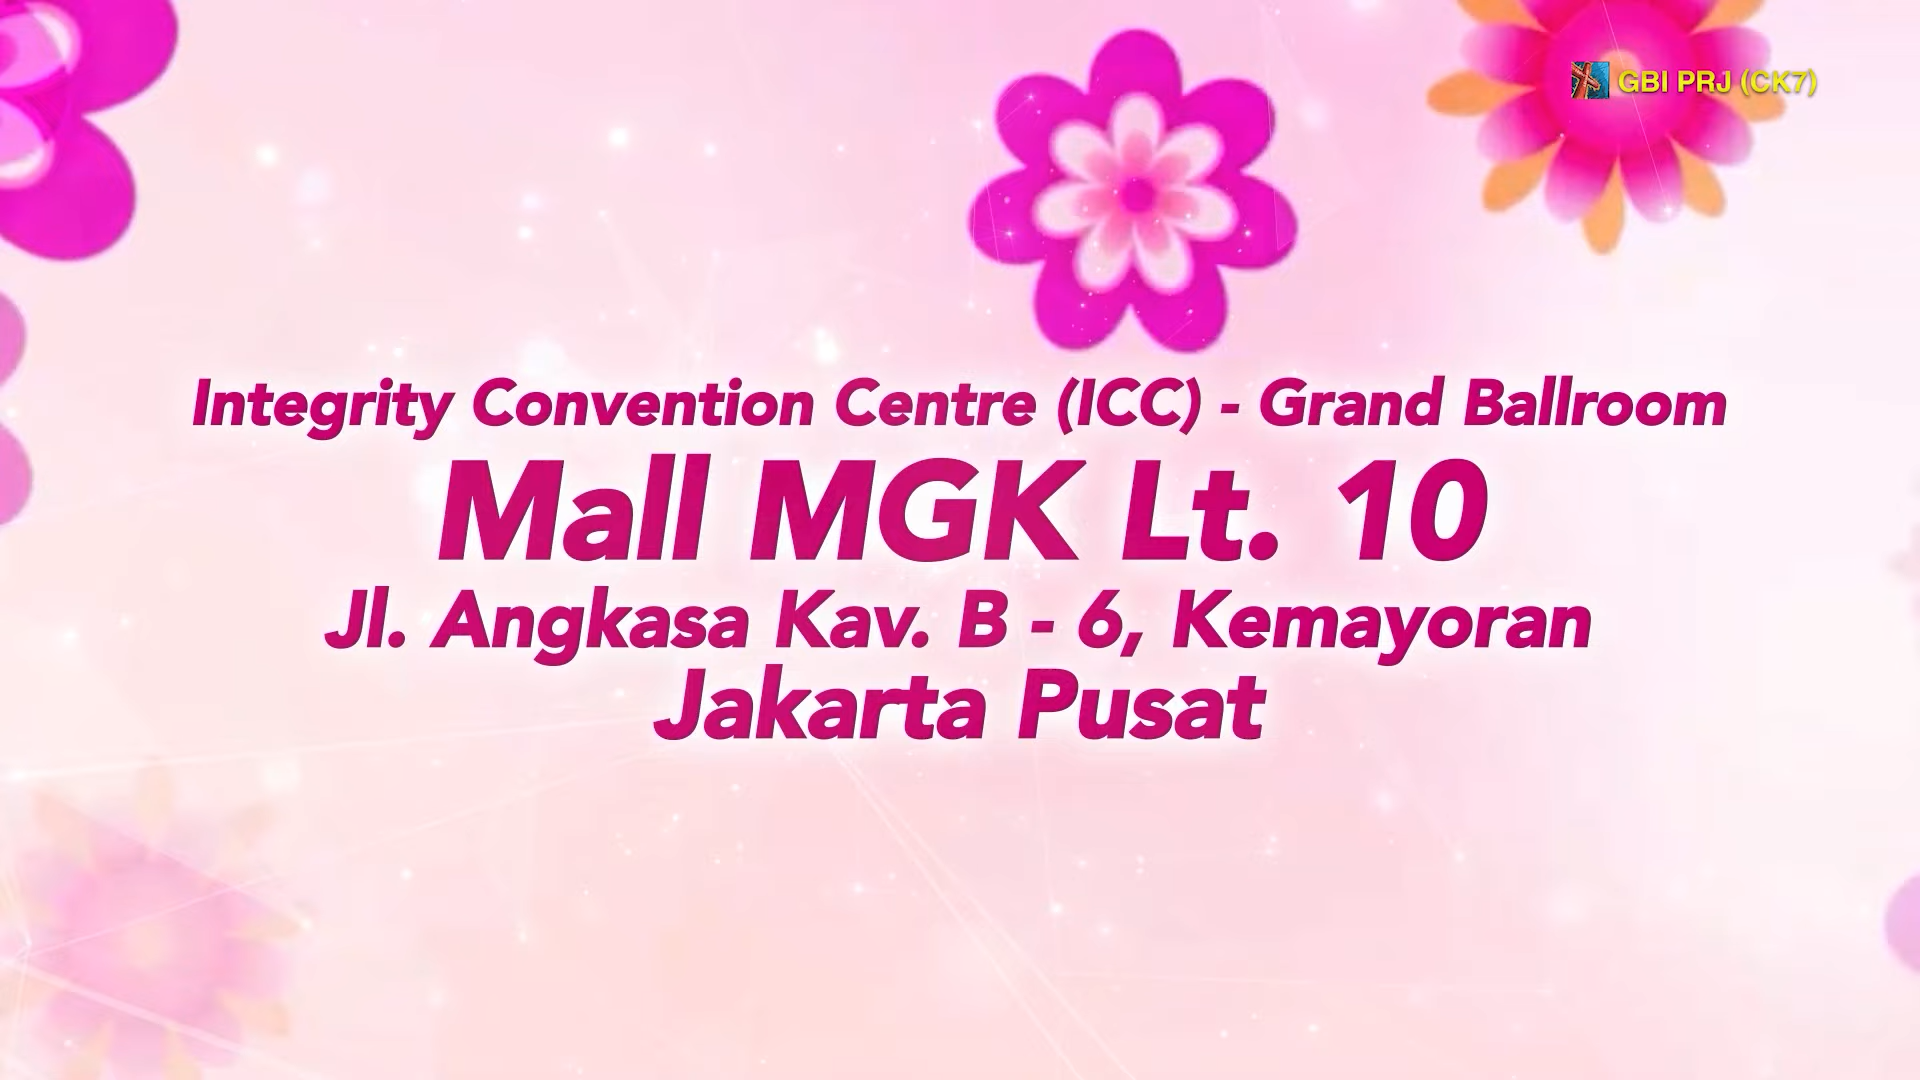 GBI PRJ (CK7)
Integrity Convention Centre (ICC) - Grand Ballroom
Mall MGK Lt. 10
Jl. Angkasa Kav. B - 6, Kemayoran
Jakarta Pusat